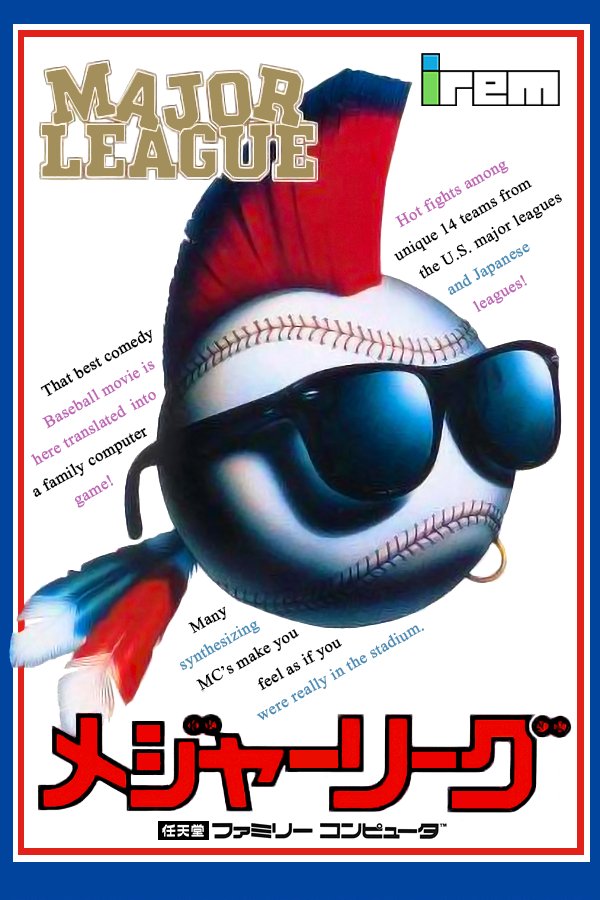 MAJOR
LEAGUE
irem
Hot fights among
unique 14 teams from
the U.S. major leagues
and Japanese
leagues!
That best comedy
Baseball movie is
here translated into
a family computer
game!
Many
synthesizing
MC's make you
feel as if you
were really in the stadium.
メジャーリーグ
任天堂 ファミリー コンピュータ™